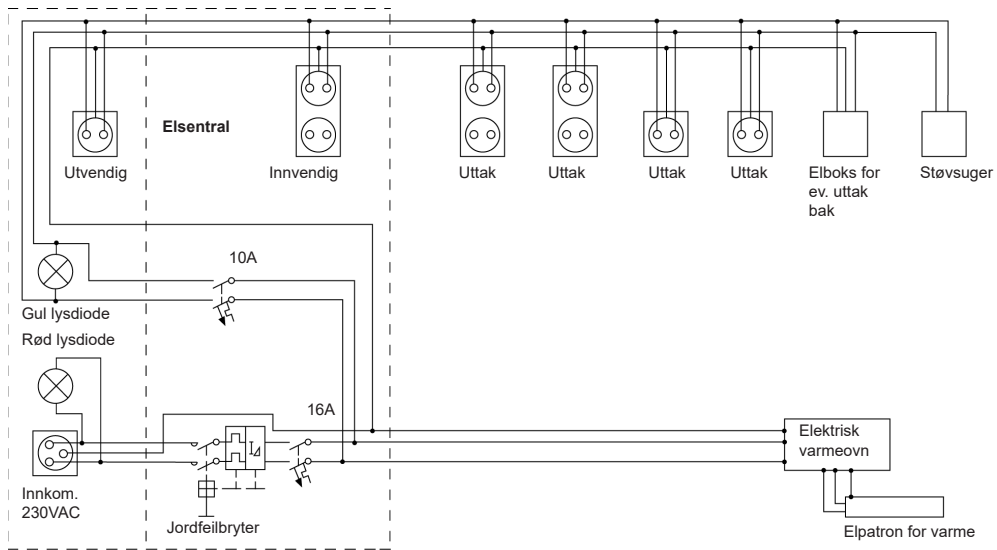 Elsentral
Utvendig
Innvendig
Uttak
Uttak
Uttak
Uttak
Elboks for
ev. uttak
bak
Støvsuger
10A
Gul lysdiode
Rød lysdiode
16A
I⊿
Elektrisk
varmeovn
Innkom.
230VAC
Jordfeilbryter
Elpatron for varme